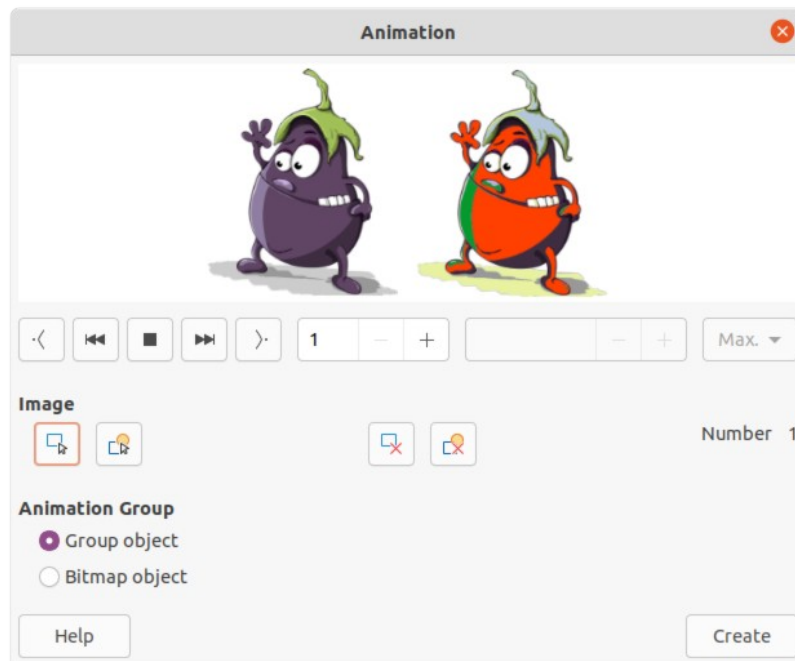 Animation
1
Max.
Image
Number 1
Animation Group
Group object
Bitmap object
Help
Create